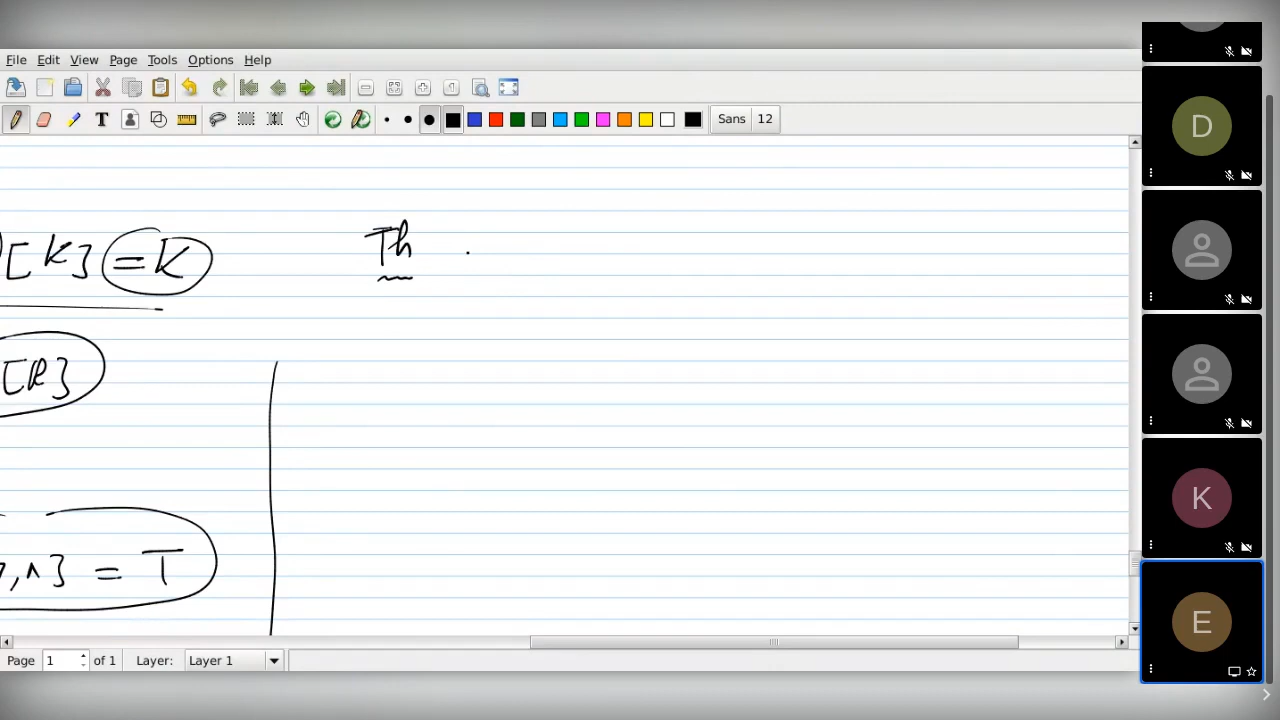 File Edit View Page Tools Options Help
Sans 12
D
[K] = K
Th
[R]
K
, ∧] = T
E
Page 1 of 1 Layer: Layer 1